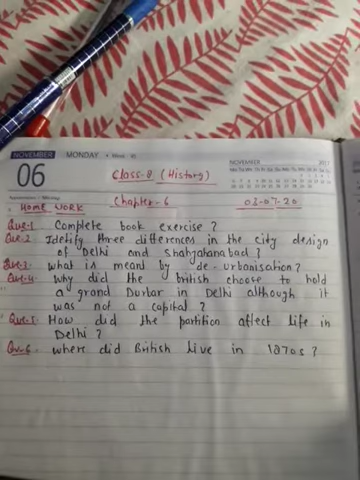 NOVEMBER MONDAY
06
NOVEMBER 2017
Class-8 (History)
Chapter-6 02-07-20
HOME WORK
Que-1 Complete book exercise ?
Que-2 Idetify three differences in the city design
of Delhi and Shahjahanabad ?
Que-3- what is meant by de-urbanisation ?
Que-4- Why did the british choose to hold
a grand Durbar in Delhi although it
was not a capital ?
Que-5- How did the partition affect life in
Delhi ?
Qu-6 where did British live in 1870s ?